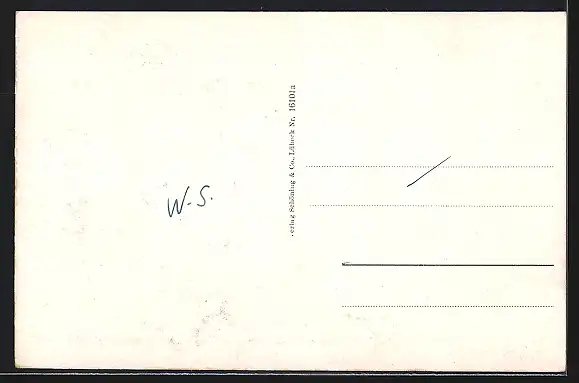 W-S.
.erlag Schöning & Co., Lübeck Nr. 16101a